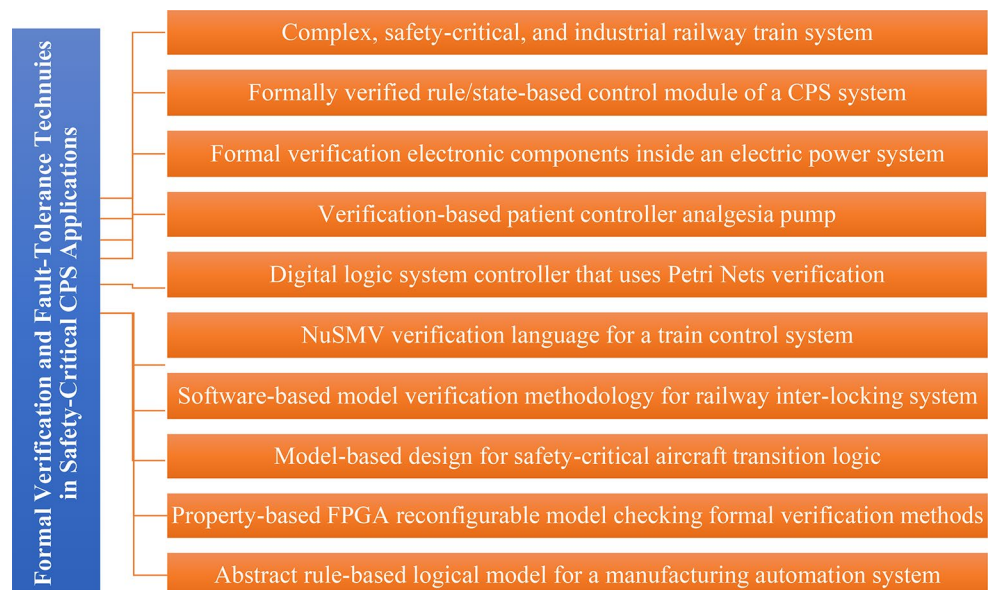 Formal Verification and Fault-Tolerance Technuies
in Safety-Critical CPS Applications
Complex, safety-critical, and industrial railway train system
Formally verified rule/state-based control module of a CPS system
Formal verification electronic components inside an electric power system
Verification-based patient controller analgesia pump
Digital logic system controller that uses Petri Nets verification
NuSMV verification language for a train control system
Software-based model verification methodology for railway inter-locking system
Model-based design for safety-critical aircraft transition logic
Property-based FPGA reconfigurable model checking formal verification methods
Abstract rule-based logical model for a manufacturing automation system